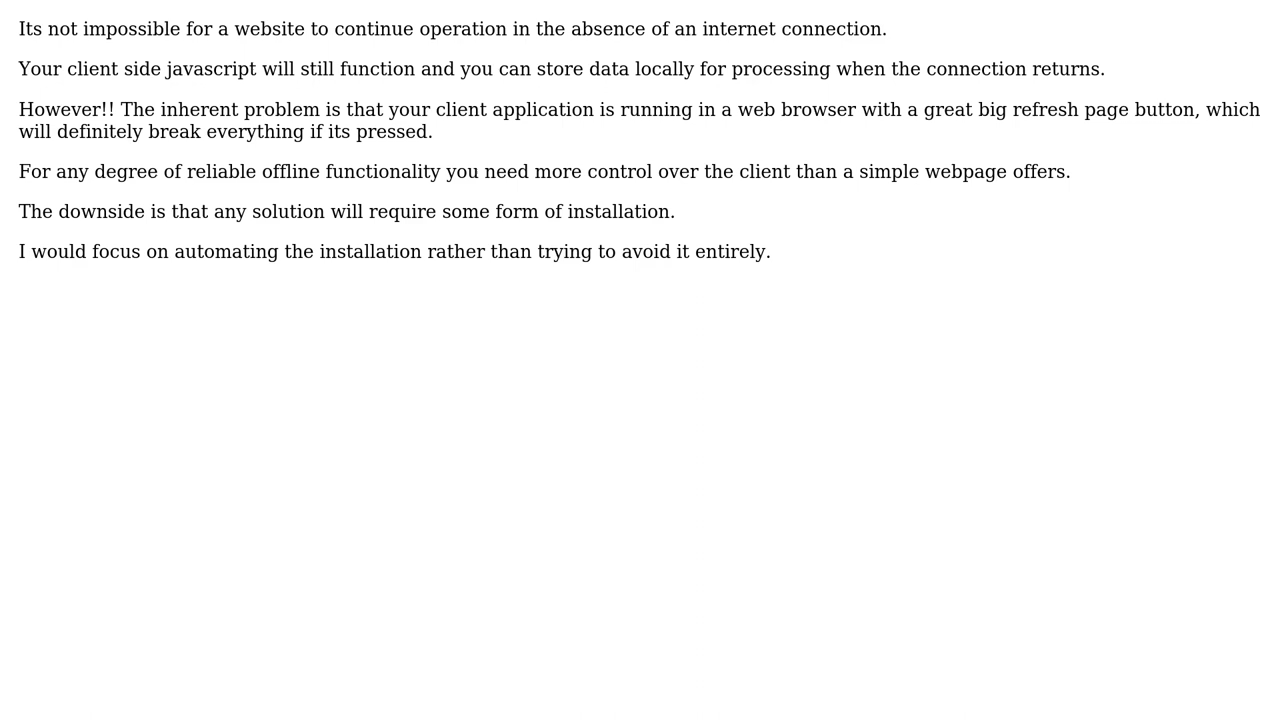 Its not impossible for a website to continue operation in the absence of an internet connection.
Your client side javascript will still function and you can store data locally for processing when the connection returns.
However!! The inherent problem is that your client application is running in a web browser with a great big refresh page button, which
will definitely break everything if its pressed.
For any degree of reliable offline functionality you need more control over the client than a simple webpage offers.
The downside is that any solution will require some form of installation.
I would focus on automating the installation rather than trying to avoid it entirely.